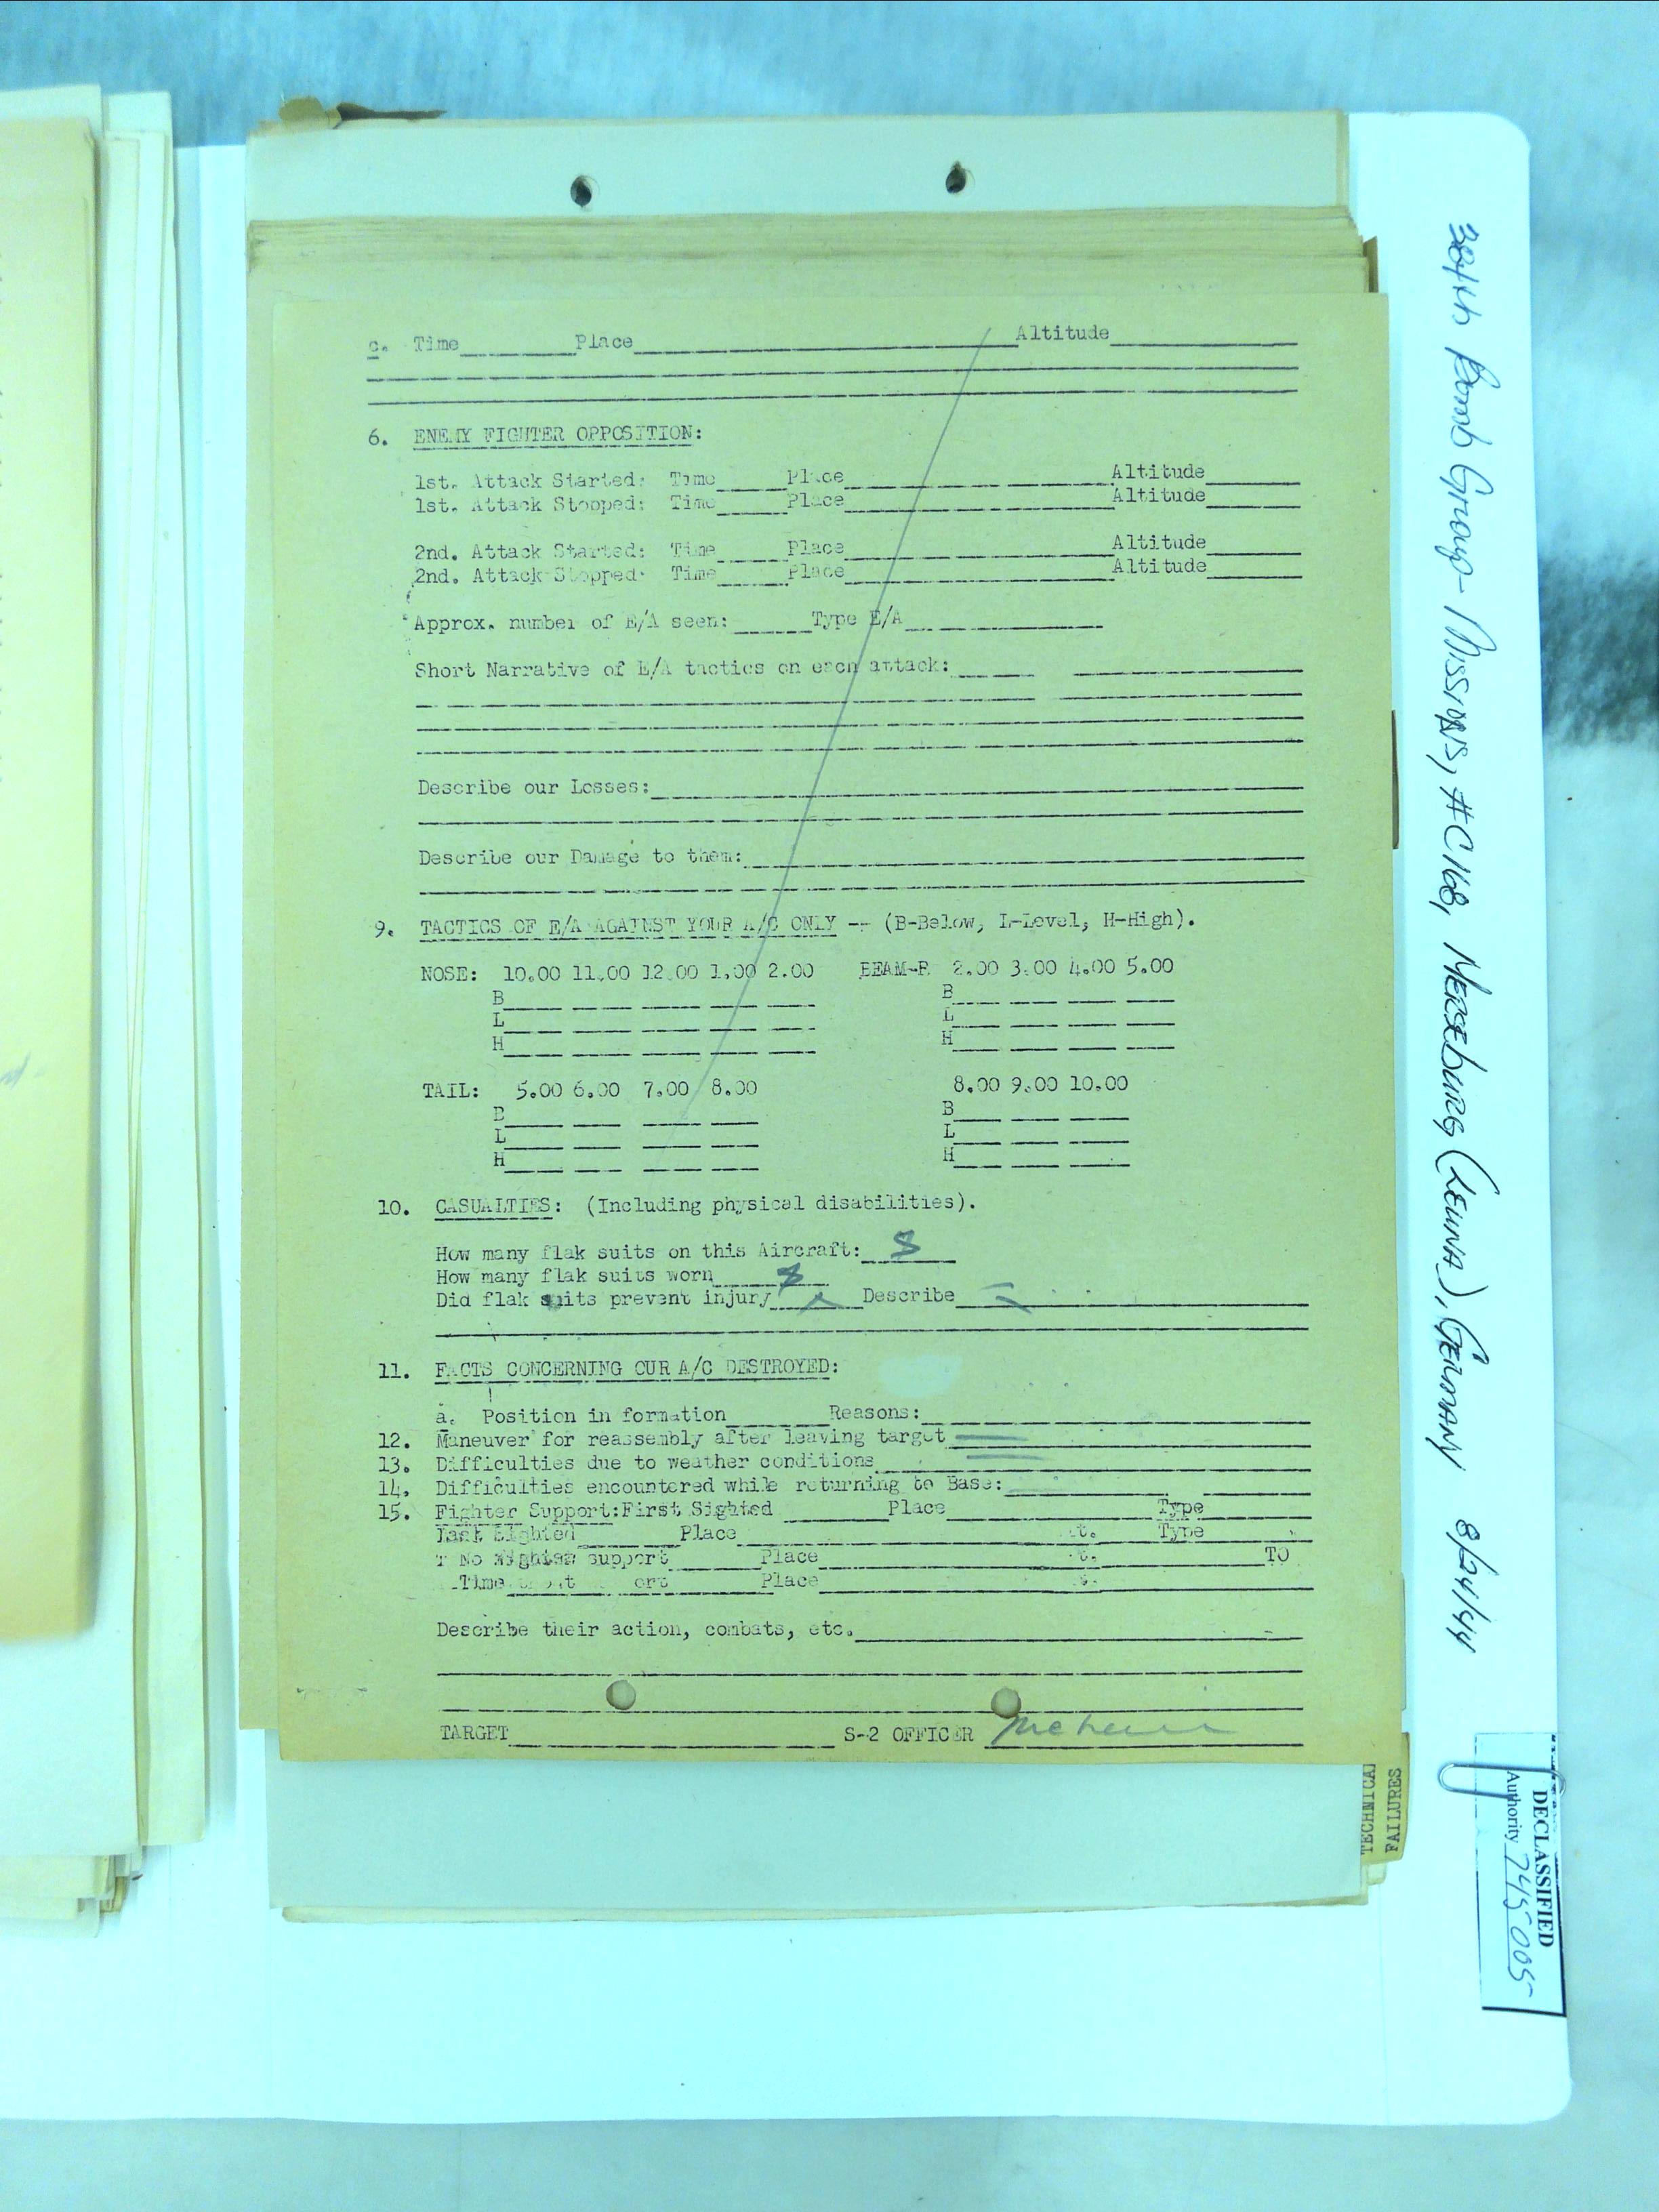 c. Time Place Altitude
6. ENEMY FIGHTER OPPOSITION:
1st. Attack Started: Time Place Altitude
1st. Attack Stopped: Time Place Altitude
2nd. Attack Started: Time Place Altitude
2nd. Attack Stopped: Time Place Altitude
Approx. number of E/A seen: Type E/A
Short Narrative of E/A tactics on each attack:
Describe our Losses:
Describe our Damage to them:
9. TACTICS OF E/A AGAINST YOUR A/C ONLY -- (B-Below, L-Level, H-High).
NOSE: 10.00 11.00 12.00 1.00 2.00 BEAM-R 2.00 3.00 4.00 5.00
B B
L L
H H
TAIL: 5.00 6.00 7.00 8.00 8.00 9.00 10.00
B B
L L
H H
10. CASUALTIES: (Including physical disabilities).
How many flak suits on this Aircraft: 8
How many flak suits worn 8
Did flak suits prevent injury Describe
11. FACTS CONCERNING OUR A/C DESTROYED:
a. Position in formation Reasons:
12. Maneuver for reassembly after leaving target
13. Difficulties due to weather conditions
14. Difficulties encountered while returning to Base:
15. Fighter Support: First Sighted Place Type
Last Sighted Place Type
No Fighter support Place TO
Time Place
Describe their action, combats, etc.
TARGET S-2 OFFICER
384th Bomb Group - Missions, #C168, MERSEBURG (LEUNA), GERMANY 8/24/44
TECHNICAL
FAILURES
DECLASSIFIED
Authority 745005